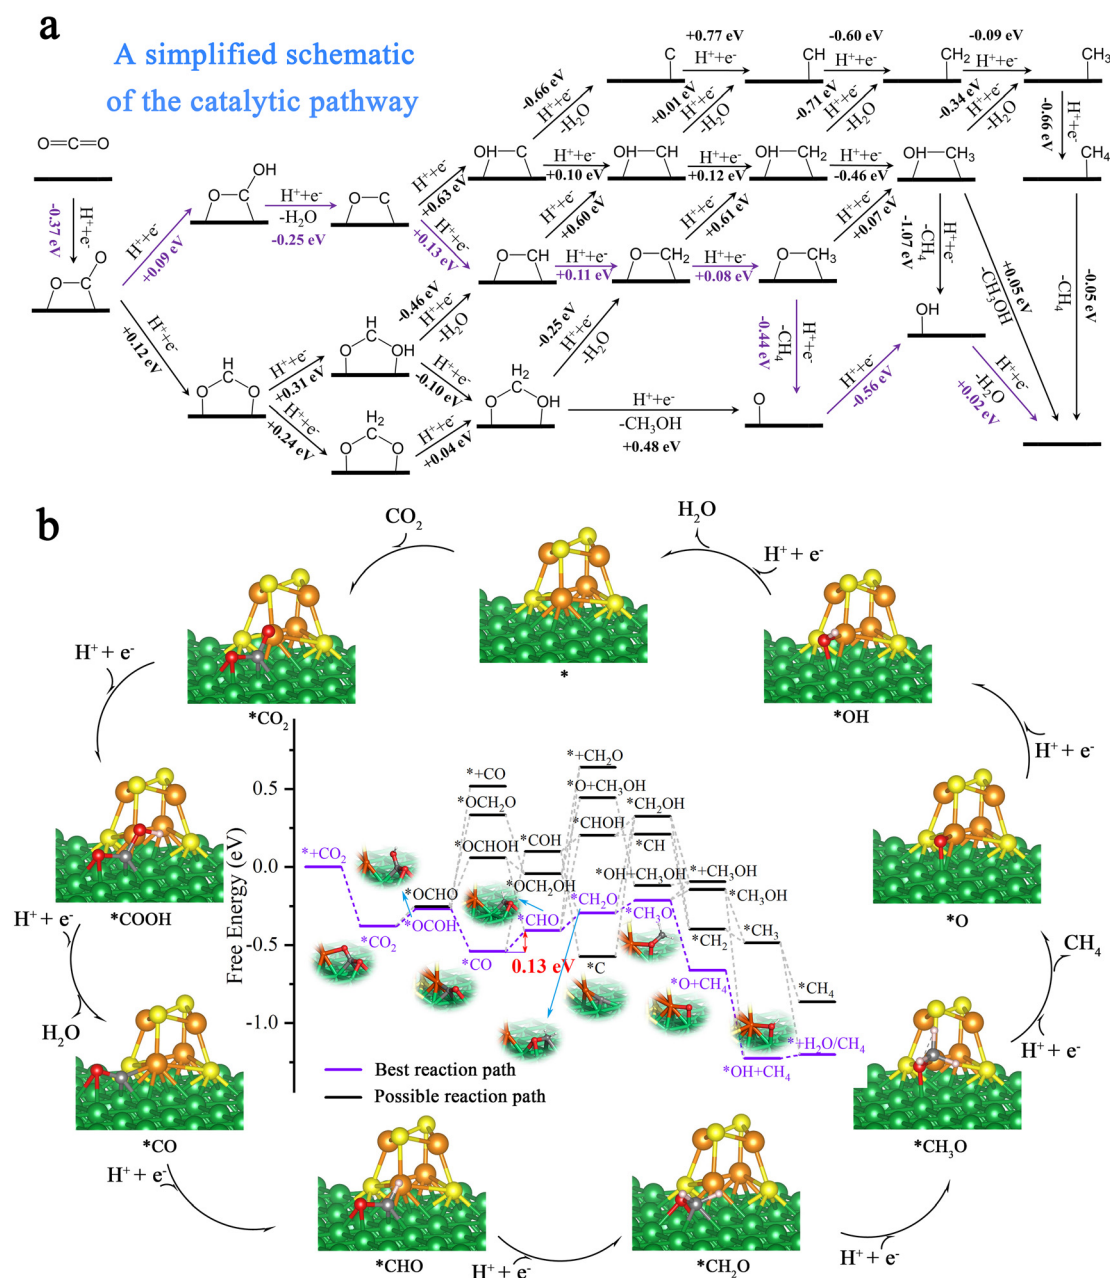 a
A simplified schematic
of the catalytic pathway
O=C=O
-0.37 eV
H⁺+e⁻
O
C
O
H⁺+e⁻
+0.09 eV
H⁺+e⁻
+0.12 eV
OH
O
C
H⁺+e⁻
-H₂O
-0.25 eV
O
C
H⁺+e⁻
+0.63 eV
H⁺+e⁻
+0.13 eV
H
C
O
O
H⁺+e⁻
+0.31 eV
H⁺+e⁻
+0.24 eV
H
C
O
OH
-0.46 eV
H⁺+e⁻
-H₂O
H⁺+e⁻
-0.10 eV
H₂
C
O
O
H⁺+e⁻
+0.04 eV
H₂
C
O
OH
-0.25 eV
H⁺+e⁻
-H₂O
H⁺+e⁻
-CH₃OH
+0.48 eV
OH
C
-0.66 eV
H⁺+e⁻
-H₂O
H⁺+e⁻
+0.10 eV
O
CH
H⁺+e⁻
+0.60 eV
H⁺+e⁻
+0.11 eV
C
+0.77 eV
H⁺+e⁻
OH
CH
+0.01 eV
H⁺+e⁻
-H₂O
H⁺+e⁻
+0.12 eV
O
CH₂
H⁺+e⁻
+0.61 eV
H⁺+e⁻
+0.08 eV
CH
-0.60 eV
H⁺+e⁻
OH
CH₂
-0.71 eV
H⁺+e⁻
-H₂O
H⁺+e⁻
-0.46 eV
O
CH₃
H⁺+e⁻
+0.07 eV
-0.44 eV
-CH₄
H⁺+e⁻
O
H⁺+e⁻
-0.56 eV
CH₂
-0.09 eV
H⁺+e⁻
OH
CH₃
-0.34 eV
H⁺+e⁻
-H₂O
-1.07 eV
-CH₄
H⁺+e⁻
+0.05 eV
-CH₃OH
OH
H⁺+e⁻
-H₂O
+0.02 eV
CH₃
-0.66 eV
H⁺+e⁻
CH₄
-0.05 eV
-CH₄
b
CO₂
H₂O
H⁺ + e⁻
*
*CO₂
*OH
H⁺ + e⁻
H⁺ + e⁻
*COOH
*O
H⁺ + e⁻
H₂O
CH₄
H⁺ + e⁻
*CO
*CH₃O
H⁺ + e⁻
*CHO
H⁺ + e⁻
*CH₂O
H⁺ + e⁻
Free Energy (eV)
0.5
0.0
-0.5
-1.0
*+CO₂
*CO₂
*OCHO
*OCOH
*+CO
*OCH₂O
*OCHOH
*CO
*COH
*OCH₂OH
*CHO
0.13 eV
*+CH₂O
*O+CH₃OH
*CHOH
*CH₂O
*C
*CH₂OH
*CH
*OH+CH₃OH
*CH₃O
*+CH₃OH
*CH₃OH
*CH₂
*O+CH₄
*CH₃
*OH+CH₄
*CH₄
*+H₂O/CH₄
Best reaction path
Possible reaction path